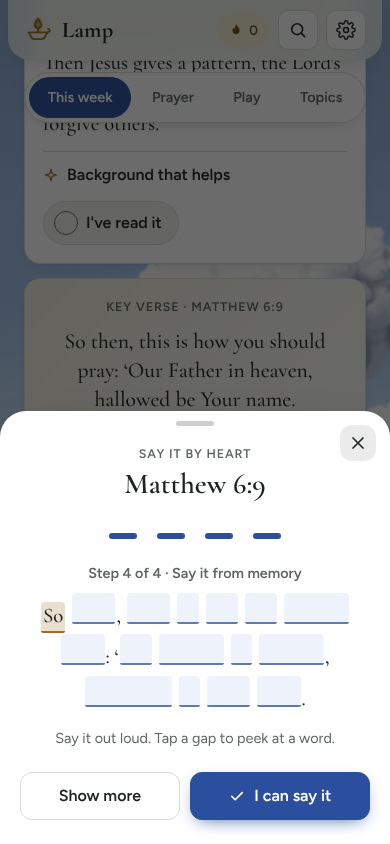 Lamp
0
Then Jesus gives a pattern, the Lord's
This week
Prayer
Play
Topics
forgive others.
Background that helps
I've read it
KEY VERSE · MATTHEW 6:9
So then, this is how you should
pray: ‘Our Father in heaven,
hallowed be Your name.
SAY IT BY HEART
Matthew 6:9
Step 4 of 4 · Say it from memory
So ,
: ‘ ,
.
Say it out loud. Tap a gap to peek at a word.
Show more
I can say it